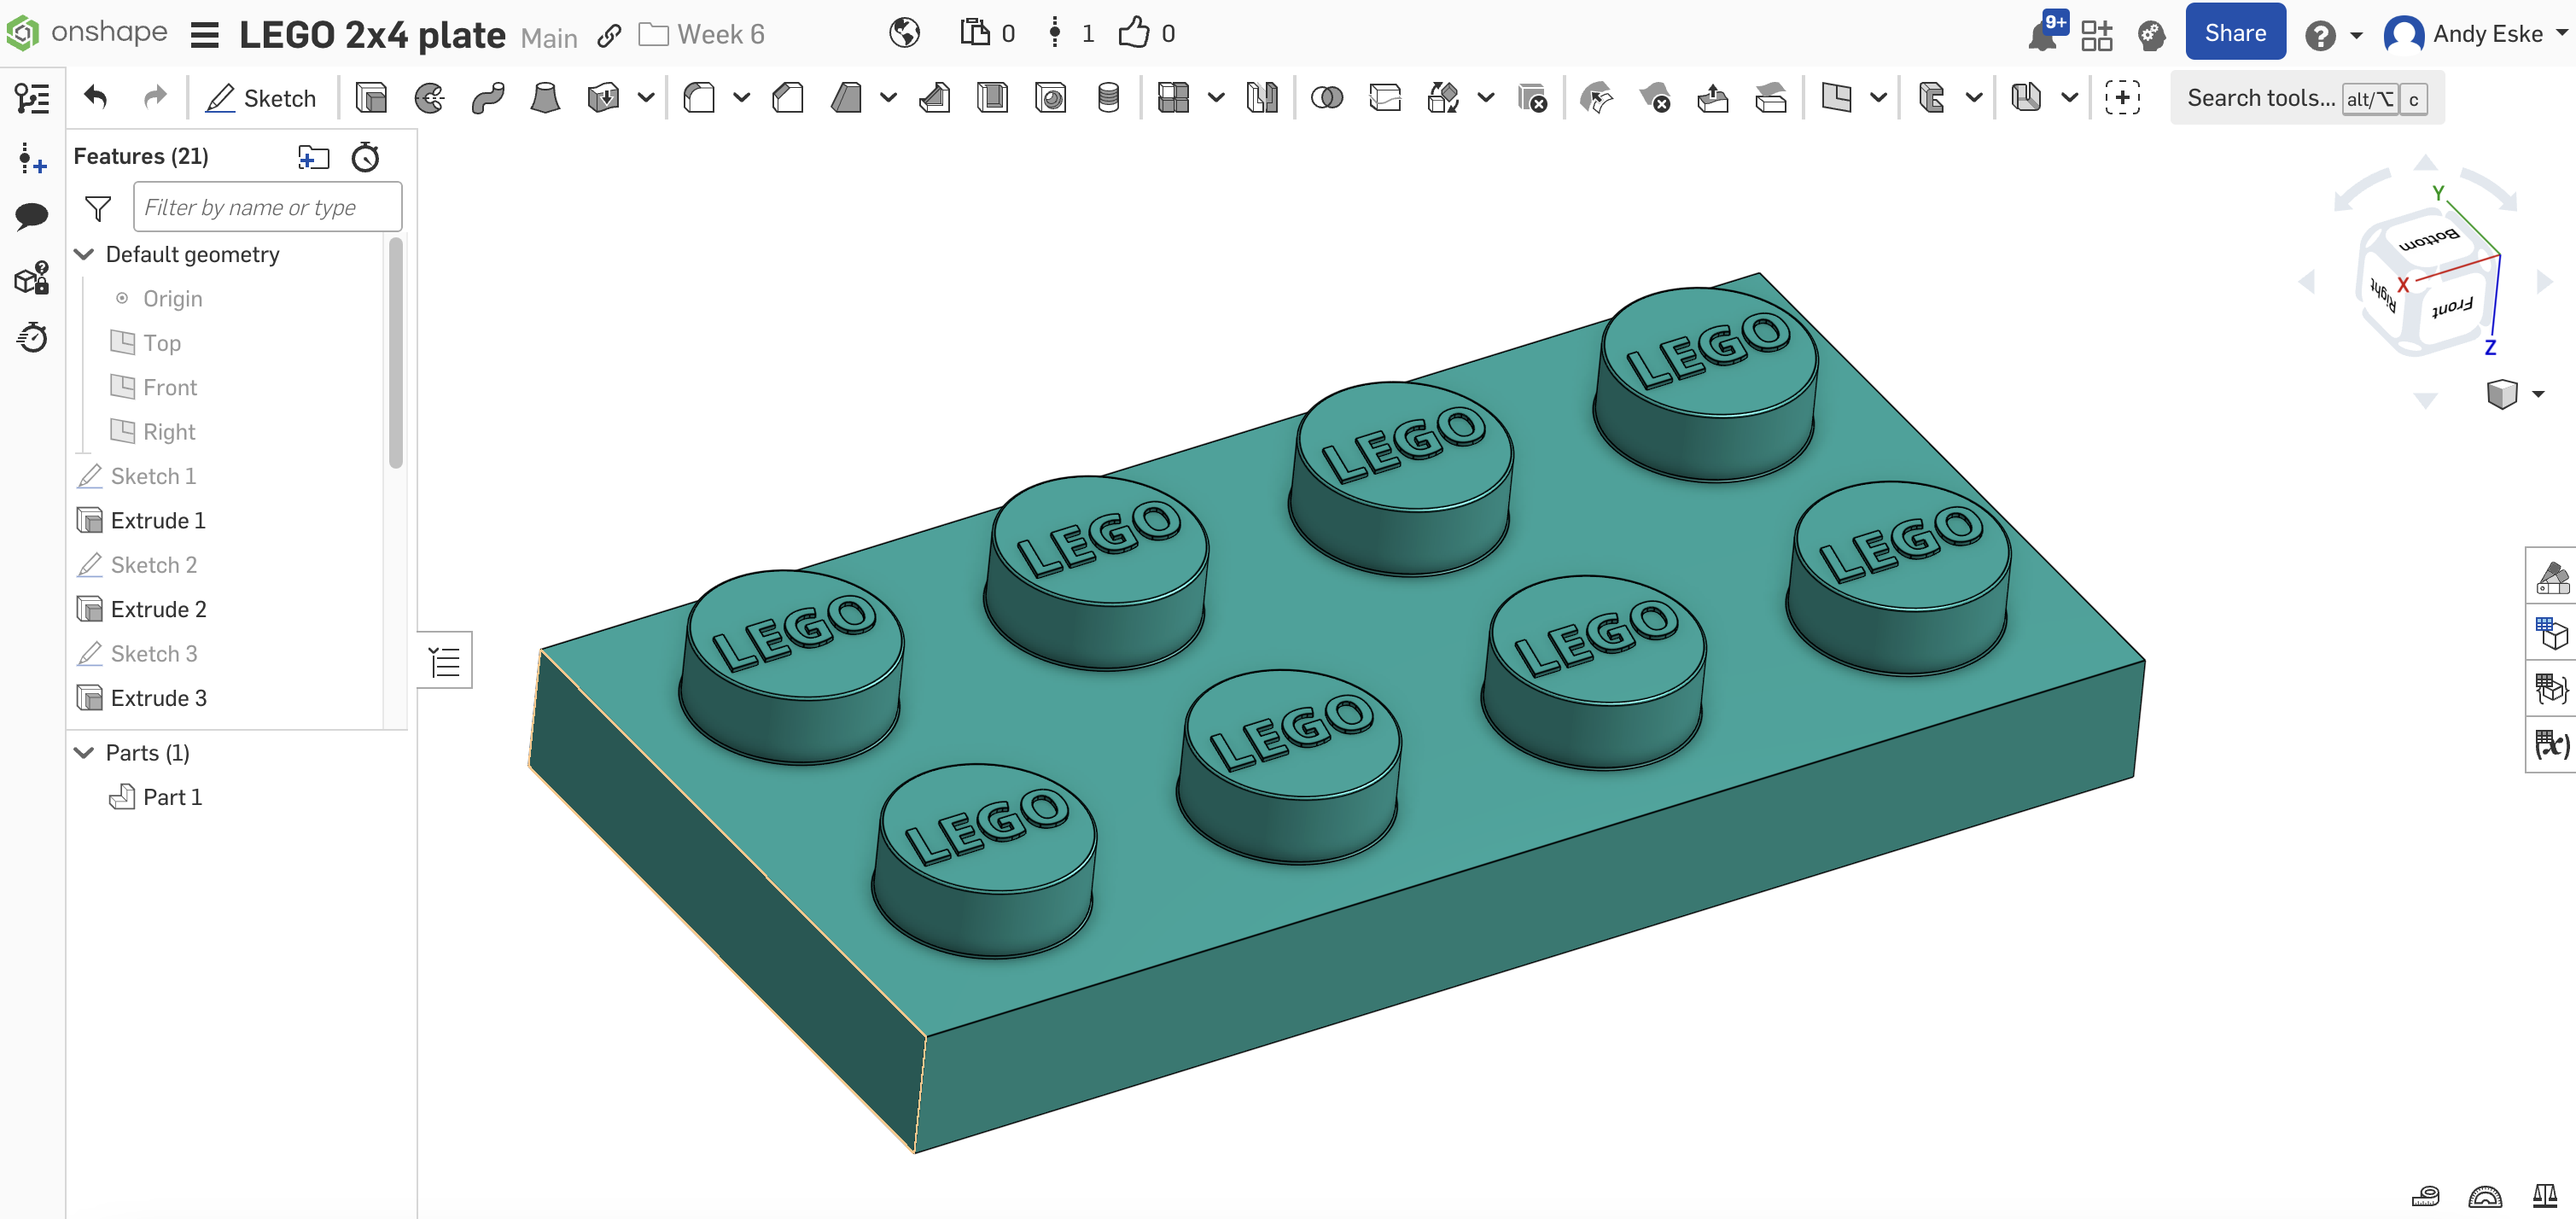 onshape LEGO 2x4 plate Main Week 6 0 1 0 9+ Share Andy Eske
Sketch Search tools... alt/⌥ c
Features (21)
Filter by name or type
Default geometry
Origin
Top
Front
Right
Sketch 1
Extrude 1
Sketch 2
Extrude 2
Sketch 3
Extrude 3
Parts (1)
Part 1
LEGO
LEGO
LEGO
LEGO
LEGO
LEGO
LEGO
LEGO
Y
Bottom
X
Right
Front
Z
(x)